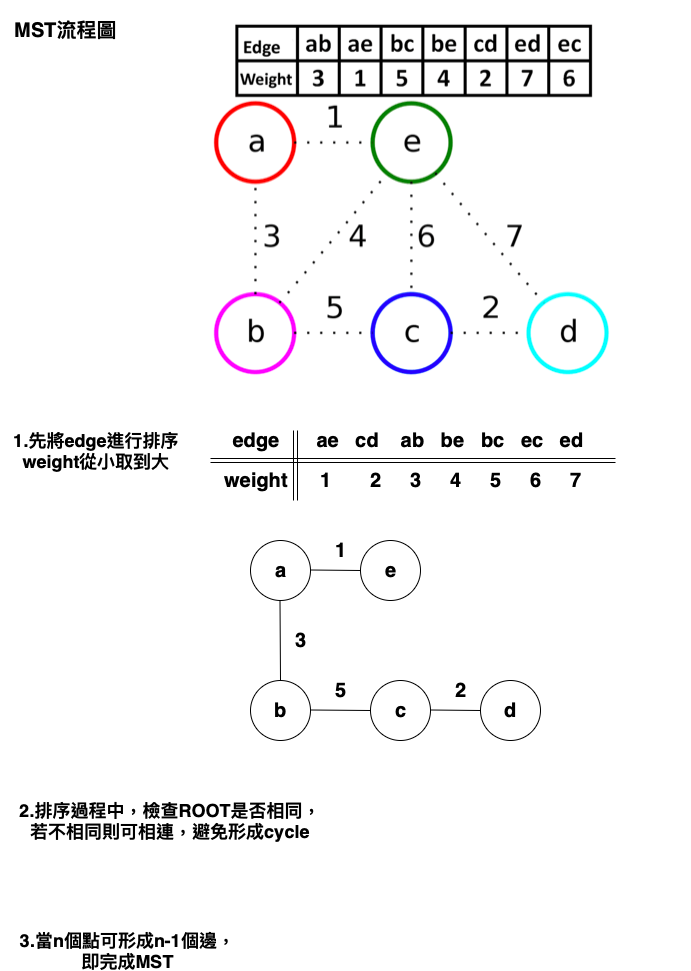 MST流程圖
Edge ab ae bc be cd ed ec
Weight 3 1 5 4 2 7 6
1
a e
3 4 6 7
5 2
b c d
1.先將edge進行排序
weight從小取到大
edge ae cd ab be bc ec ed
weight 1 2 3 4 5 6 7
1
a e
3
5 2
b c d
2.排序過程中，檢查ROOT是否相同，
若不相同則可相連，避免形成cycle
3.當n個點可形成n-1個邊，
即完成MST